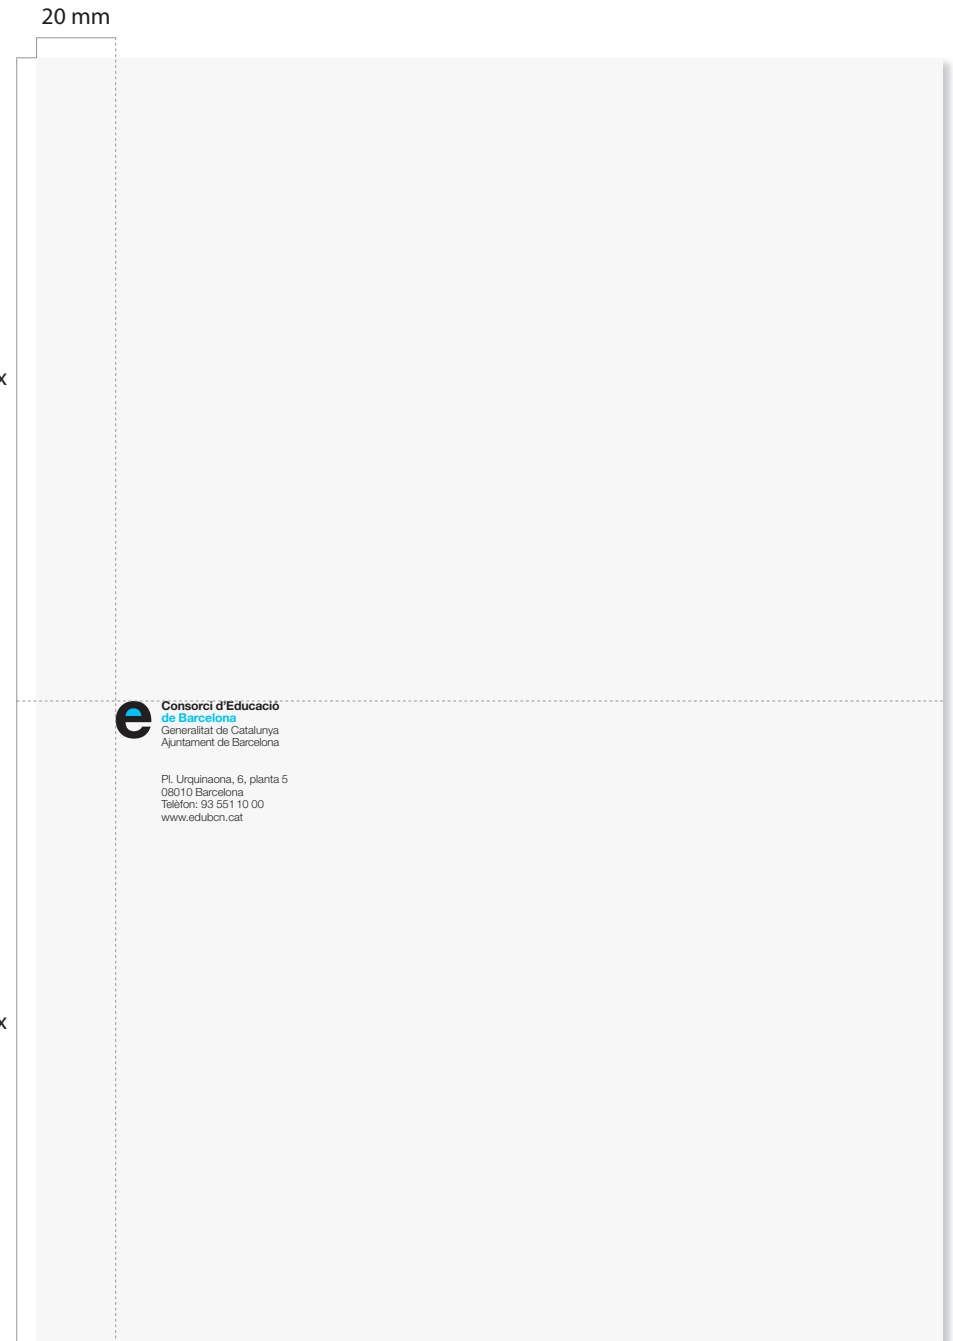 20 mm
x
Consorci d'Educació
de Barcelona
Generalitat de Catalunya
Ajuntament de Barcelona
Pl. Urquinaona, 6, planta 5
08010 Barcelona
Telèfon: 93 551 10 00
www.edubcn.cat
x